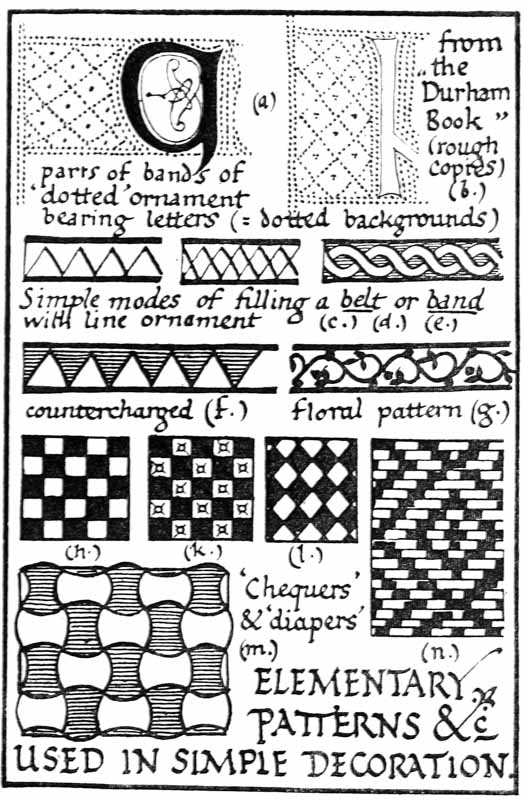 G
(a)
I
from
"the
Durham
Book"
(rough
copies)
(b.)
parts of bands of
'dotted' ornament
bearing letters (= dotted backgrounds)
Simple modes of filling a belt or band
with line ornament (c.) (d.) (e.)
countercharged (f.)
floral pattern (g.)
(h.)
(k.)
(l.)
'Chequers'
& 'diapers'
(m.)
(n.)
ELEMENTARY
PATTERNS &c
USED IN SIMPLE DECORATION.